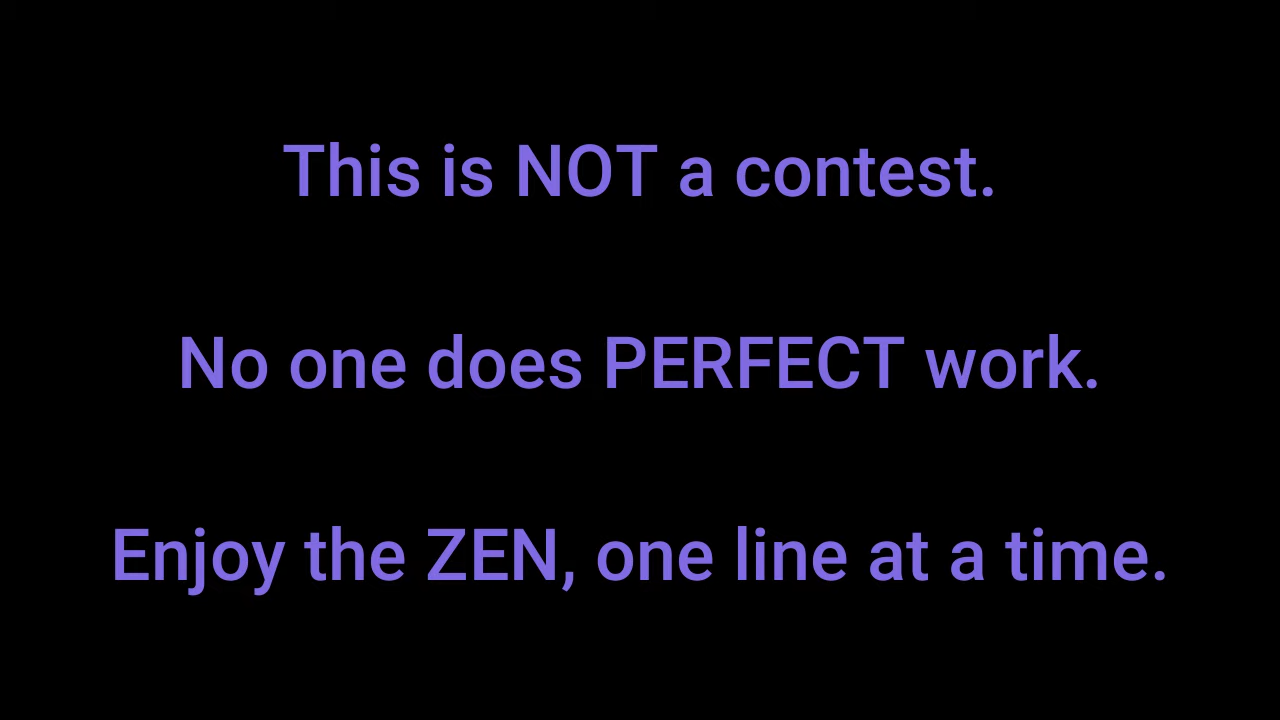 This is NOT a contest.
No one does PERFECT work.
Enjoy the ZEN, one line at a time.